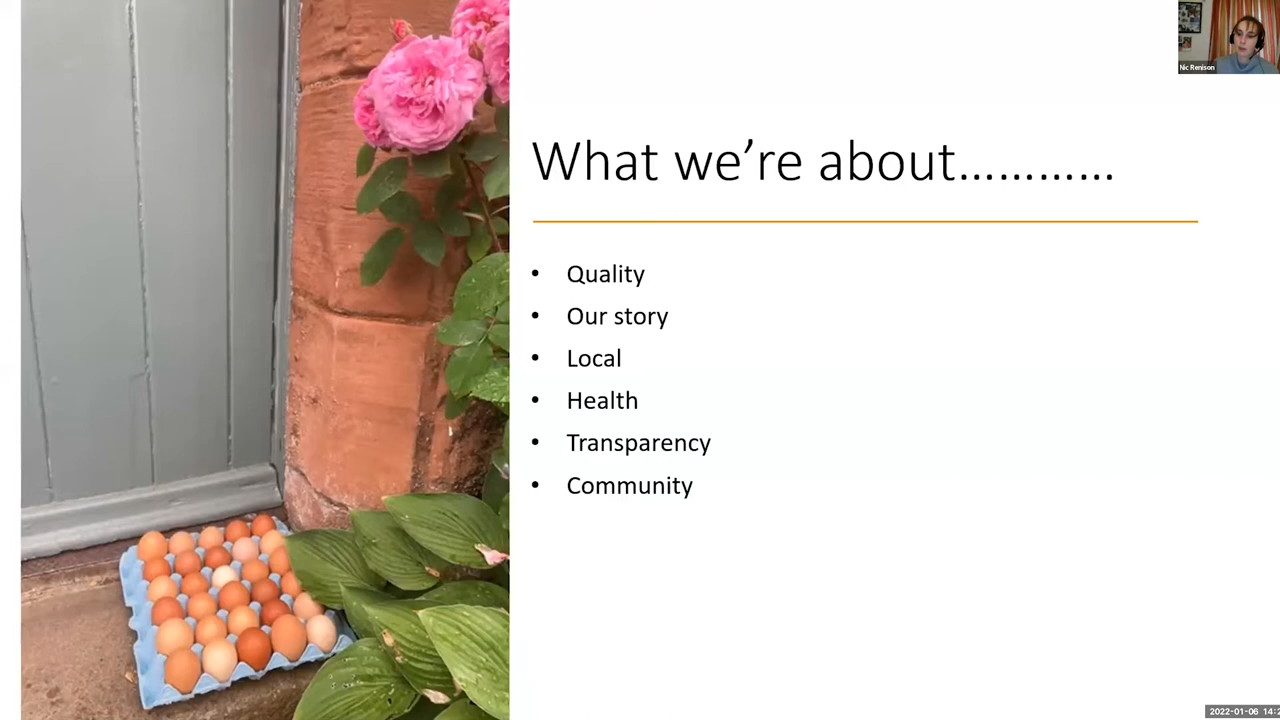 Nic Renison
What we're about…………
• Quality
• Our story
• Local
• Health
• Transparency
• Community
2022-01-06